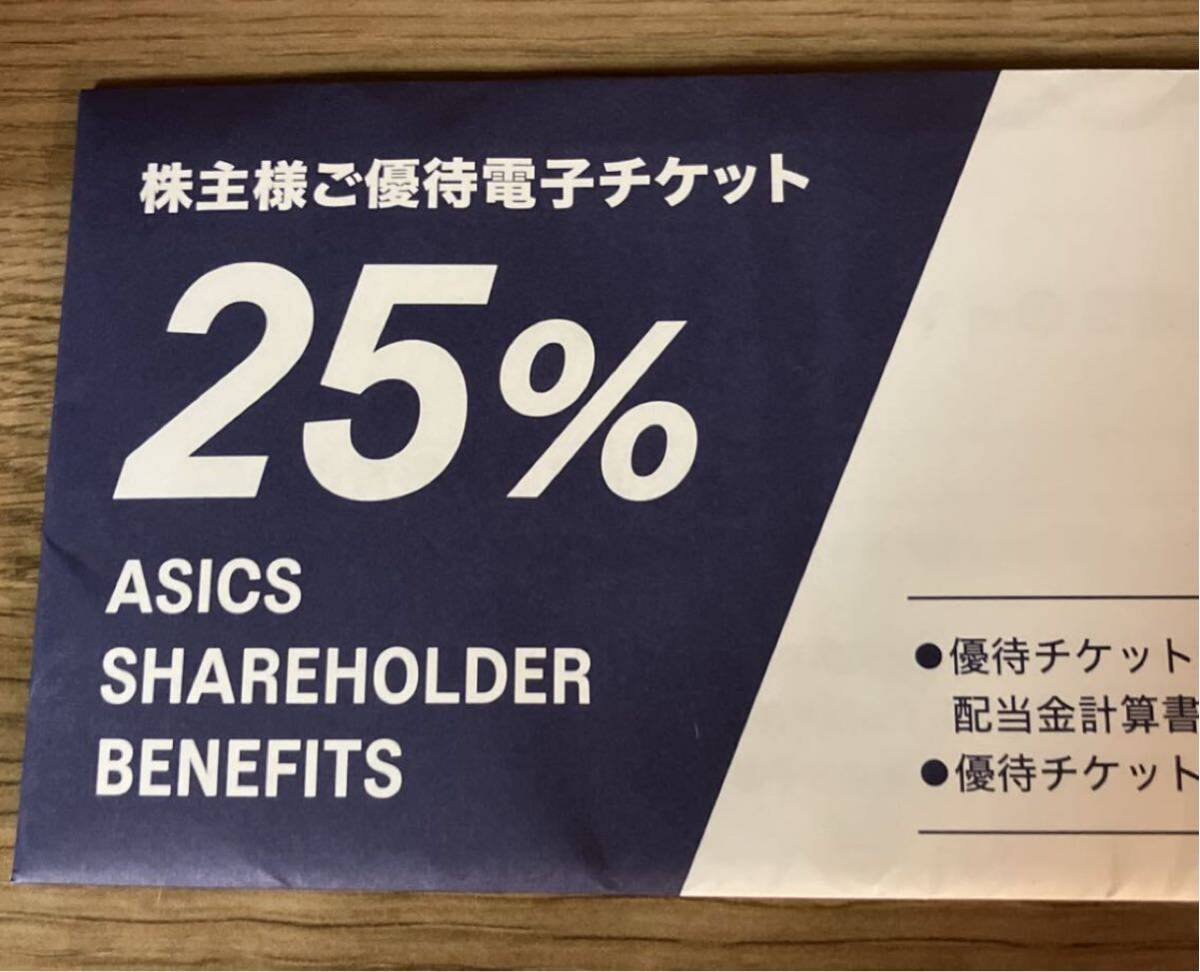 株主様ご優待電子チケット
25%
ASICS
SHAREHOLDER
BENEFITS
●優待チケット
配当金計算書
●優待チケット